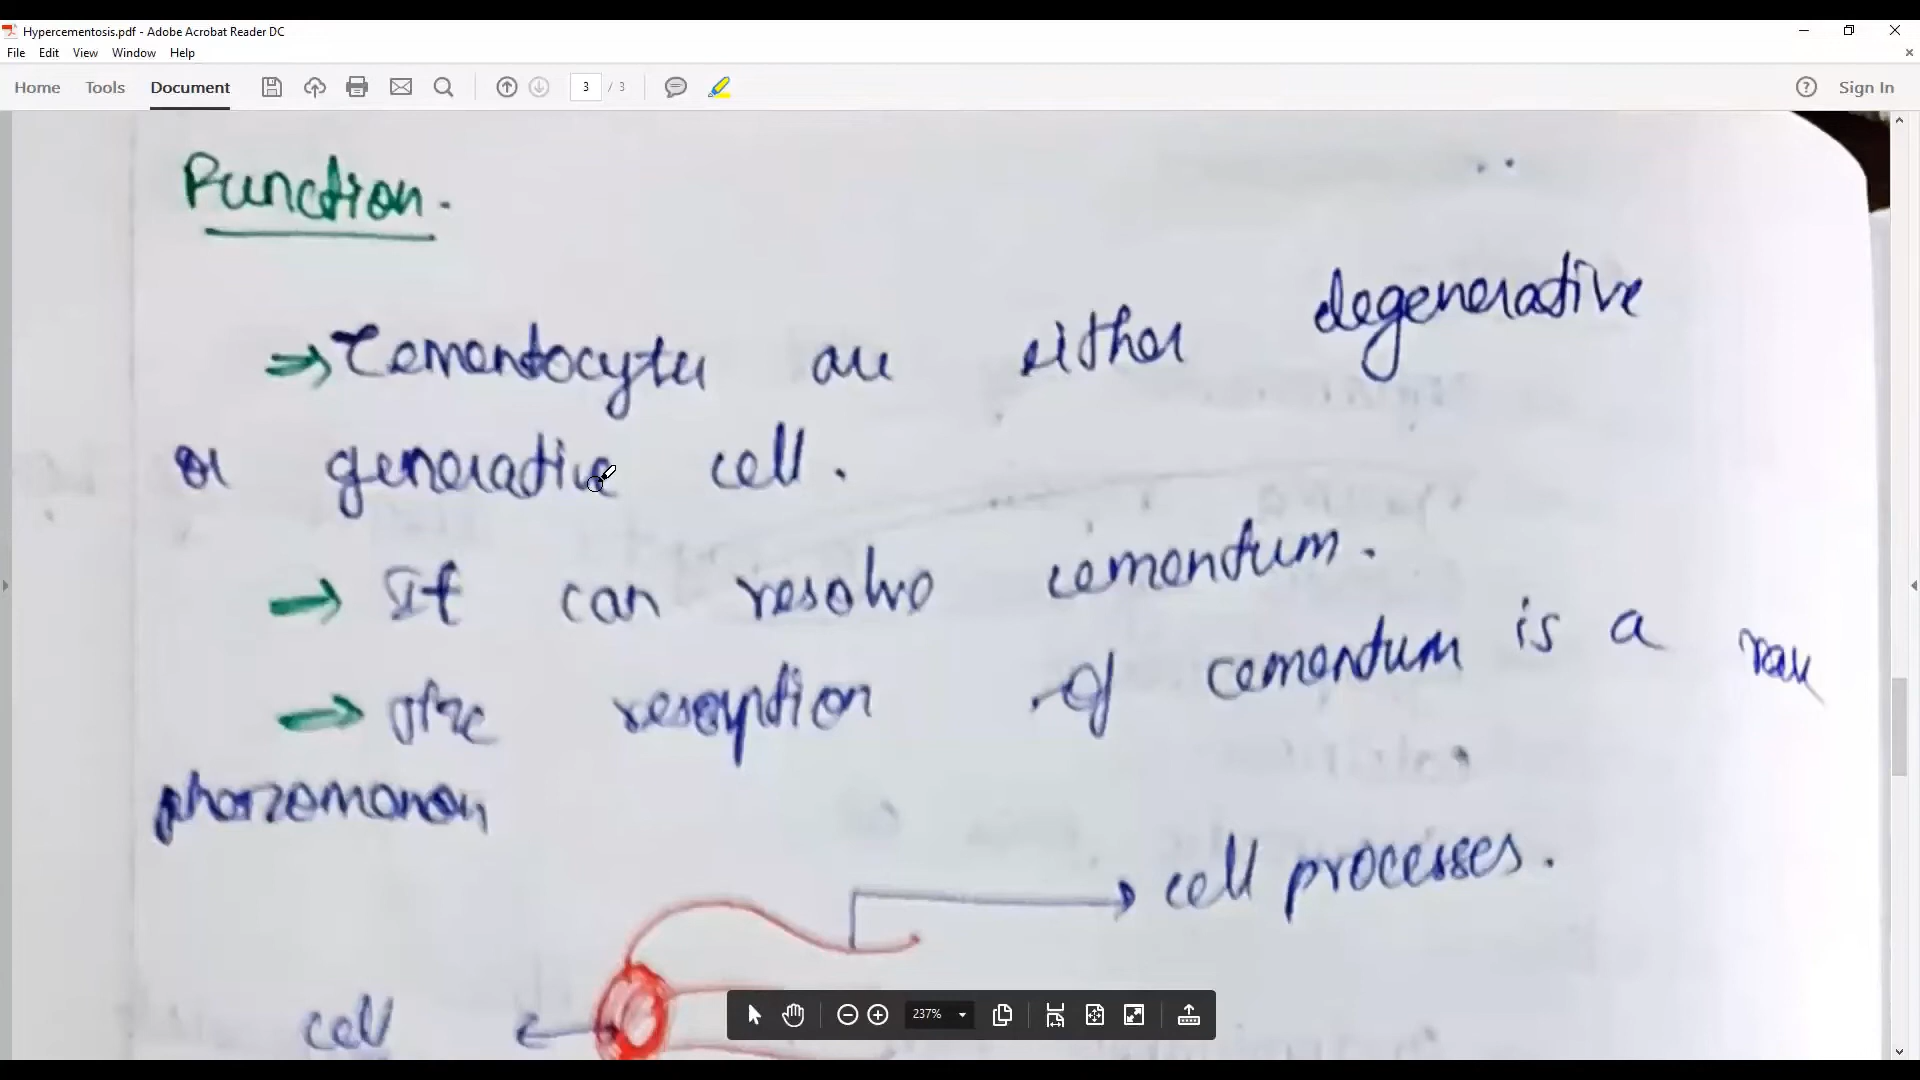 Hypercementosis.pdf - Adobe Acrobat Reader DC
File Edit View Window Help
Home Tools Document 3 / 3 Sign In
Function.
⇒ Cementocytes are either degenerative
or generative cell.
→ It can resolve cementum.
→ The resorption of cementum is a rare
phenomenon
cell processes.
cell
237%